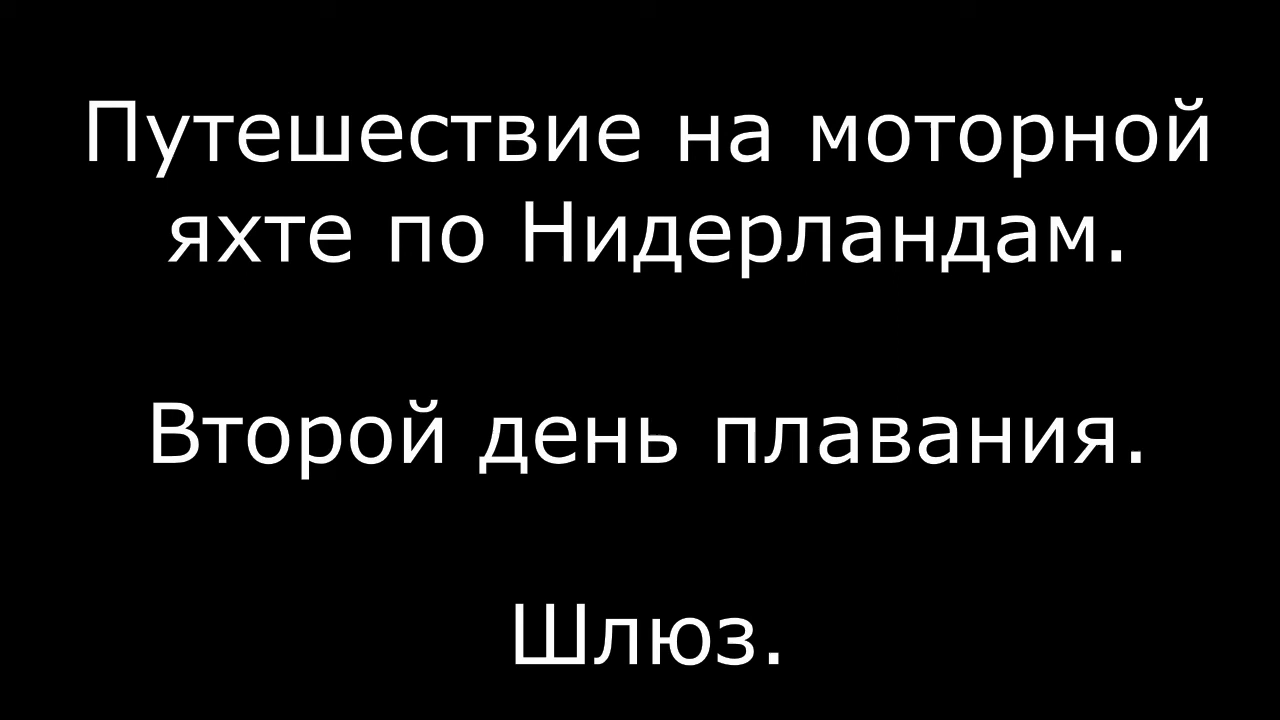 Путешествие на моторной
яхте по Нидерландам.
Второй день плавания.
Шлюз.